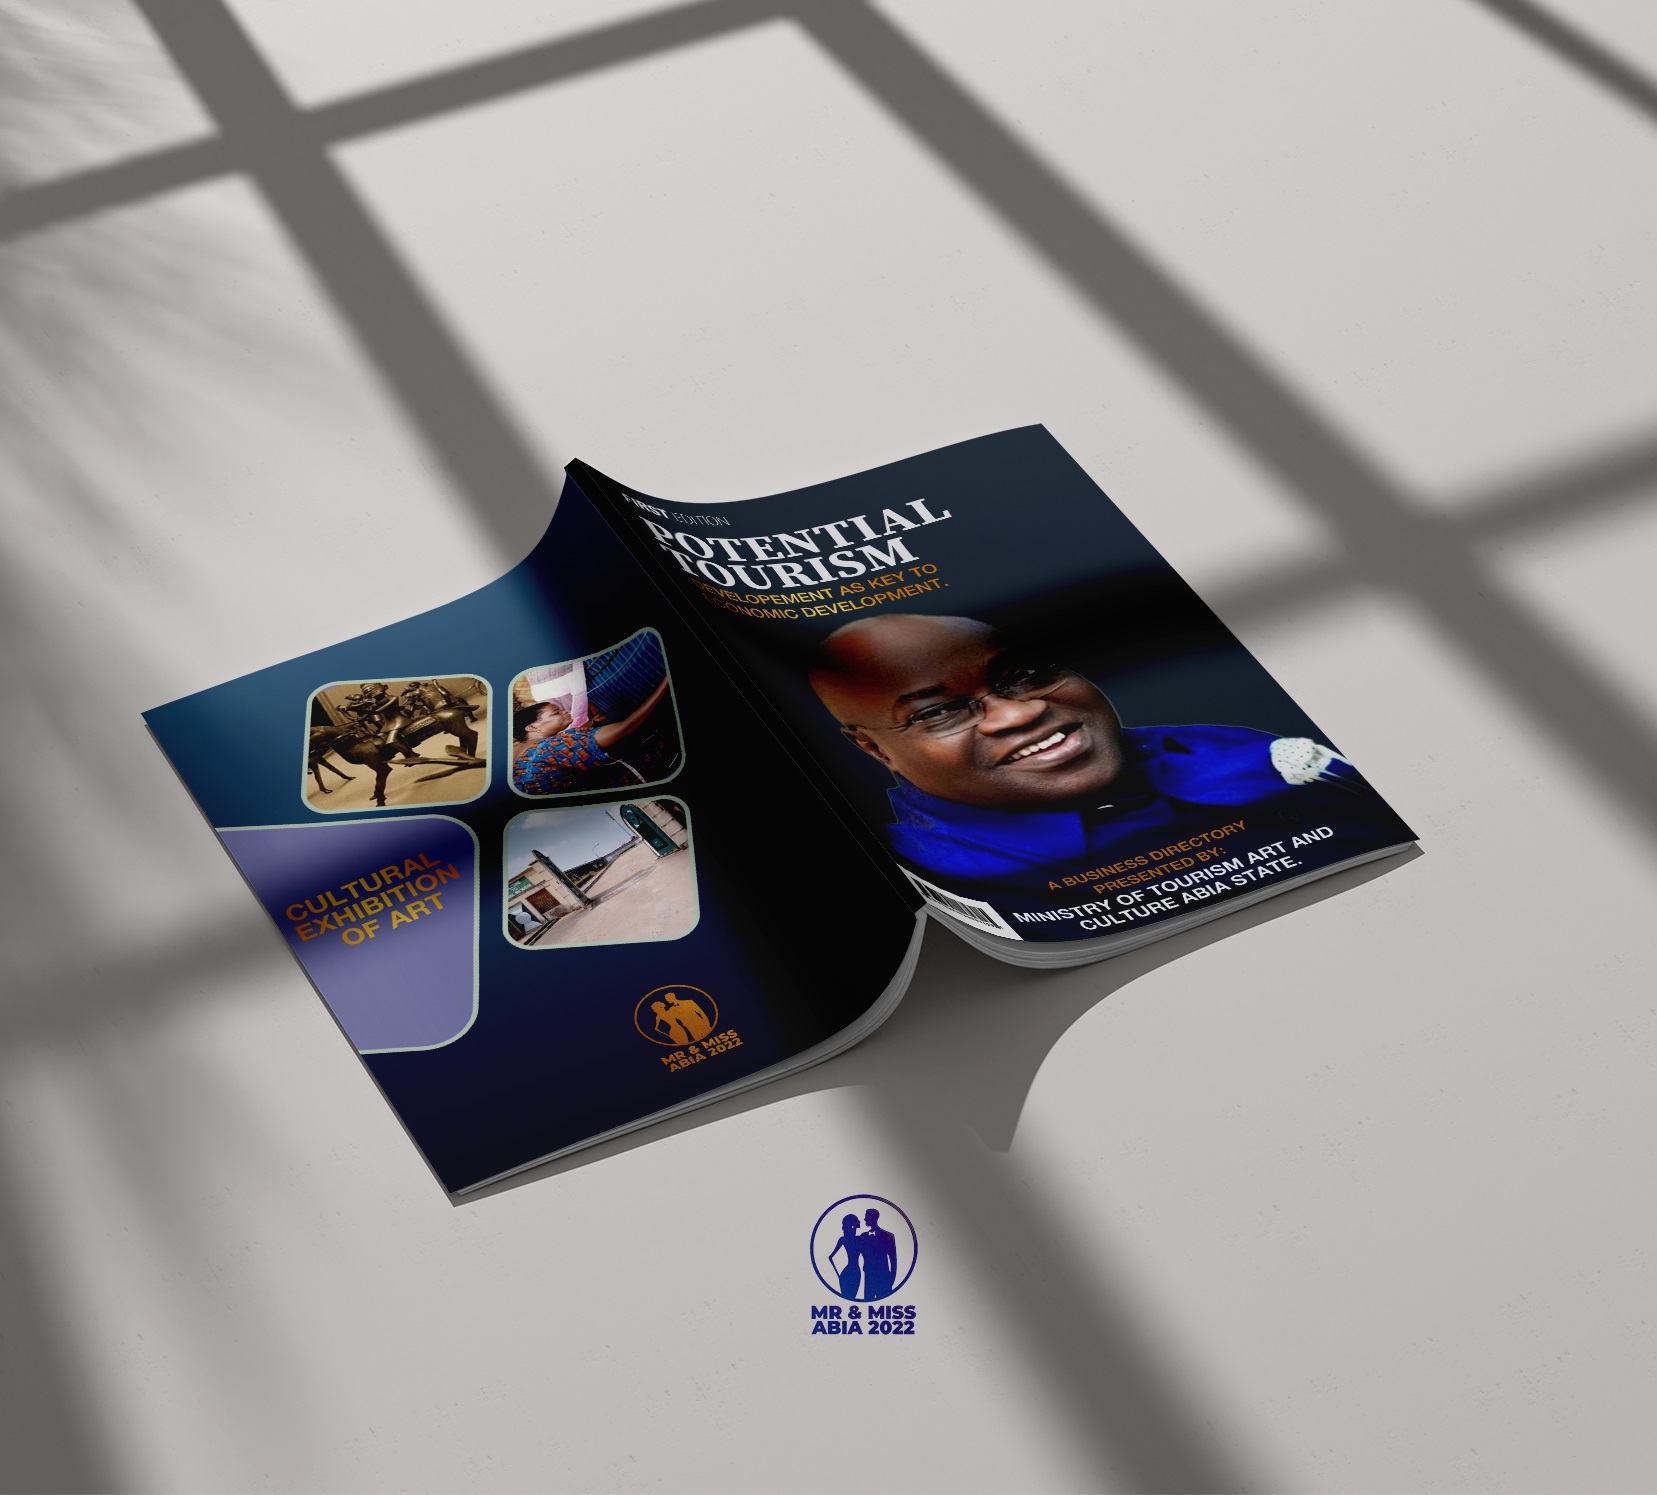 FIRST EDITION
POTENTIAL
TOURISM
DEVELOPEMENT AS KEY TO
ECONOMIC DEVELOPMENT.
A BUSINESS DIRECTORY
PRESENTED BY:
MINISTRY OF TOURISM ART AND
CULTURE ABIA STATE.
CULTURAL
EXHIBITION
OF ART
MR & MISS
ABIA 2022
MR & MISS
ABIA 2022